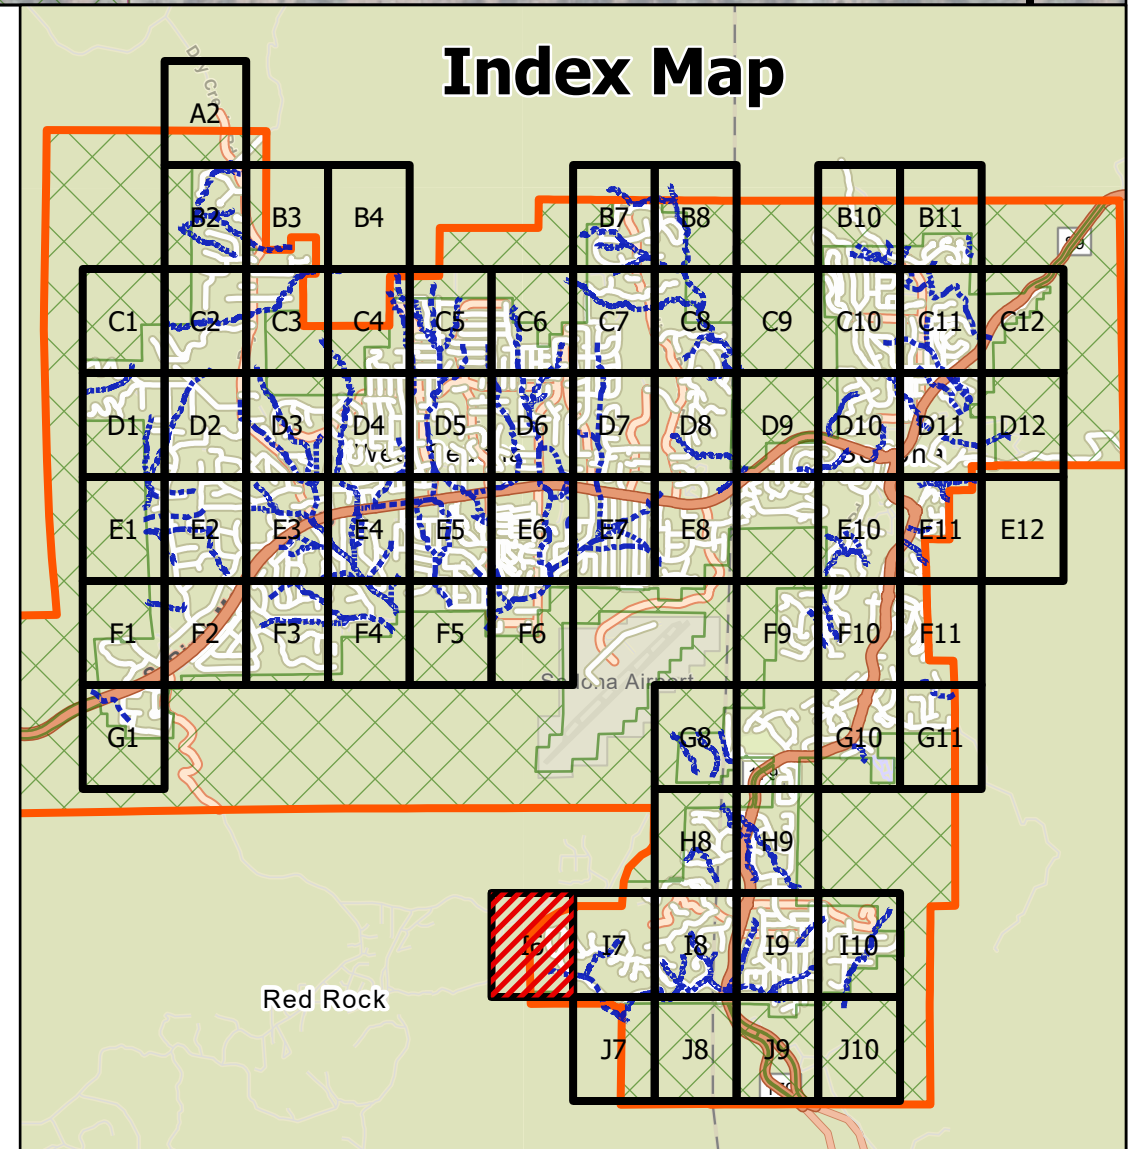 Index Map
A2
B2 B3 B4 B7 B8 B10 B11
C1 C2 C3 C4 C5 C6 C7 C8 C9 C10 C11 C12
D1 D2 D3 D4 D5 D6 D7 D8 D9 D10 D11 D12
E1 E2 E3 E4 E5 E6 E7 E8 E10 E11 E12
F1 F2 F3 F4 F5 F6 F9 F10 F11
Sedona Airport
G1 G8 G10 G11
H8 H9
I6 I7 I8 I9 I10
Red Rock
J7 J8 J9 J10